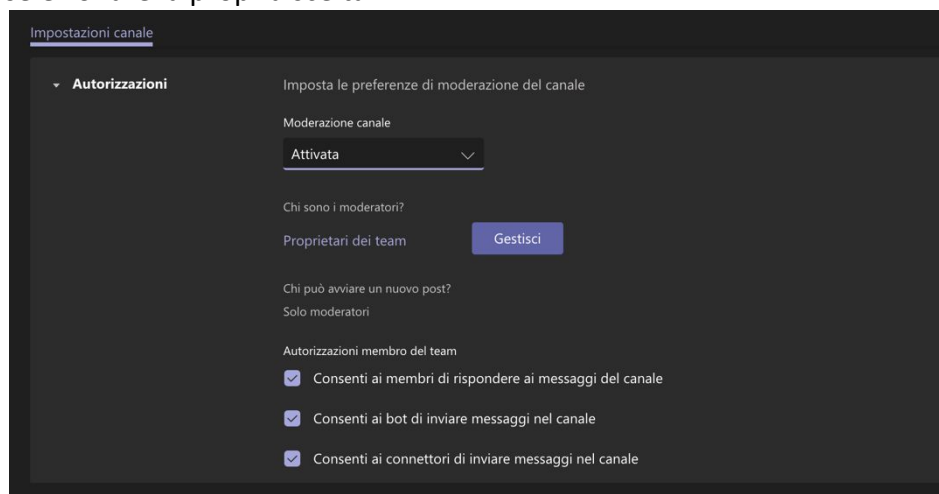 Impostazioni canale
Autorizzazioni
Imposta le preferenze di moderazione del canale
Moderazione canale
Attivata
Chi sono i moderatori?
Proprietari dei team
Gestisci
Chi può avviare un nuovo post?
Solo moderatori
Autorizzazioni membro del team
Consenti ai membri di rispondere ai messaggi del canale
Consenti ai bot di inviare messaggi nel canale
Consenti ai connettori di inviare messaggi nel canale